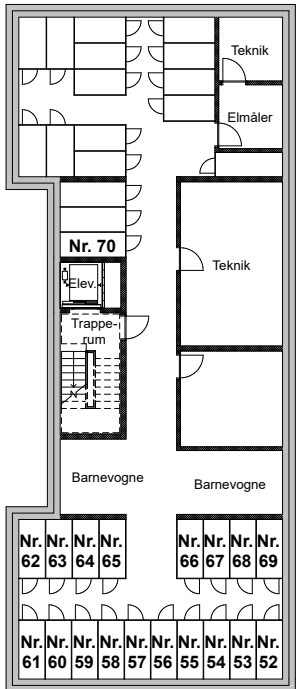 Teknik
Elmåler
Nr. 70
Teknik
Elev.
Trappe-
rum
N
Barnevogne
Barnevogne
Nr. Nr. Nr. Nr. Nr. Nr. Nr. Nr.
62 63 64 65 66 67 68 69
Nr. Nr. Nr. Nr. Nr. Nr. Nr. Nr. Nr. Nr.
61 60 59 58 57 56 55 54 53 52